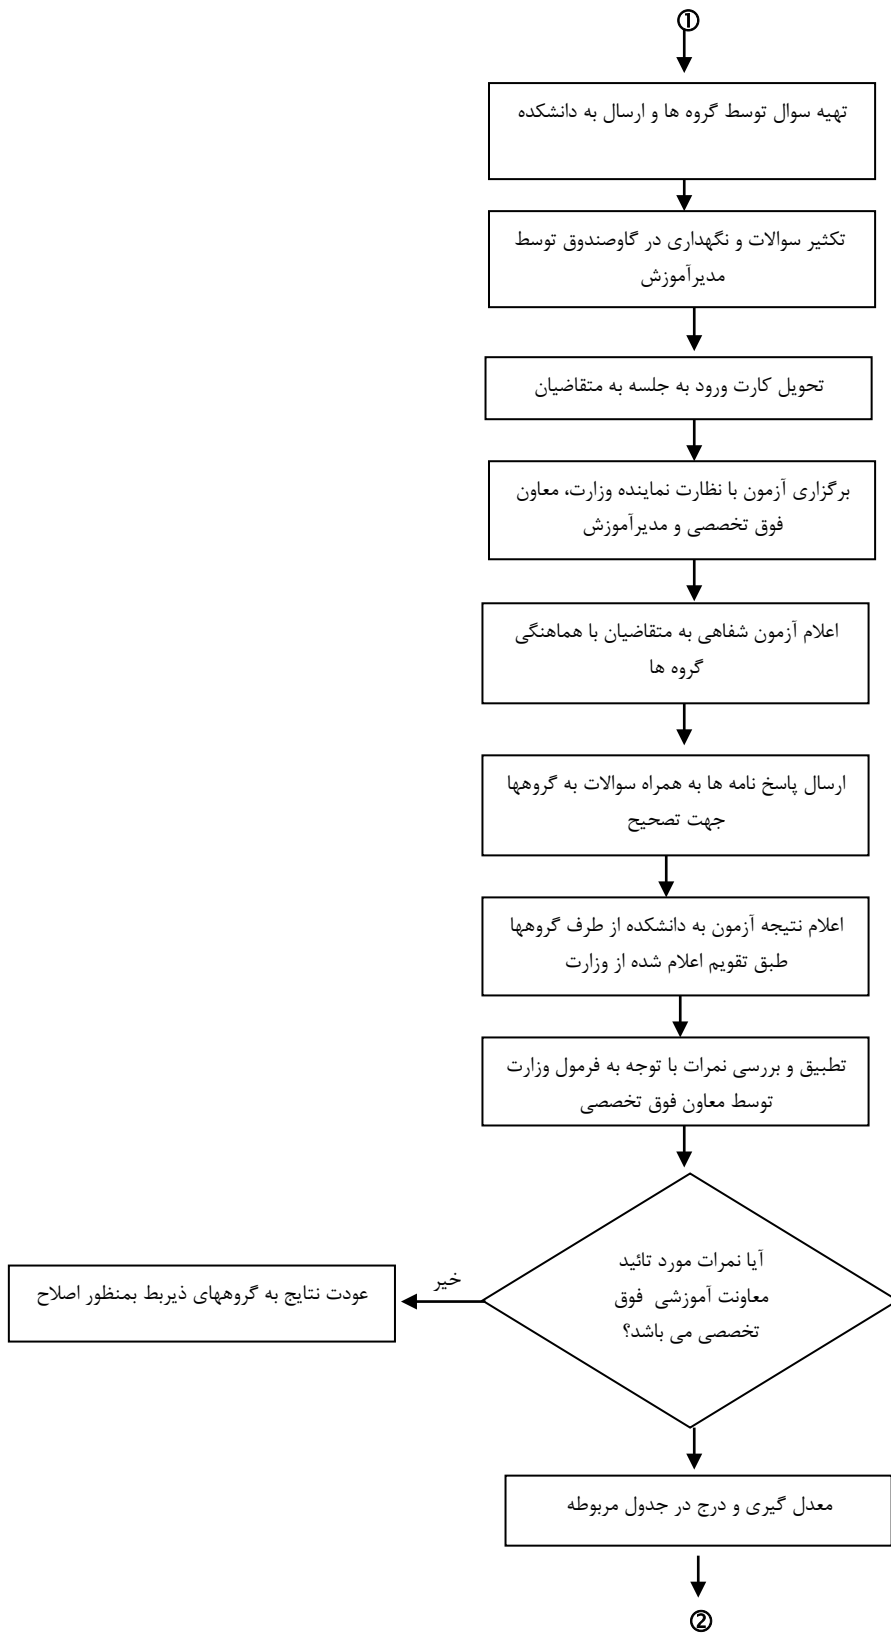 ①
تهیه سوال توسط گروه ها و ارسال به دانشکده
تکثیر سوالات و نگهداری در گاوصندوق توسط
مدیرآموزش
تحویل کارت ورود به جلسه به متقاضیان
برگزاری آزمون با نظارت نماینده وزارت، معاون
فوق تخصصی و مدیرآموزش
اعلام آزمون شفاهی به متقاضیان با هماهنگی
گروه ها
ارسال پاسخ نامه ها به همراه سوالات به گروهها
جهت تصحیح
اعلام نتیجه آزمون به دانشکده از طرف گروهها
طبق تقویم اعلام شده از وزارت
تطبیق و بررسی نمرات با توجه به فرمول وزارت
توسط معاون فوق تخصصی
آیا نمرات مورد تائید
معاونت آموزشی فوق
تخصصی می باشد؟
خیر
عودت نتایج به گروههای ذیربط بمنظور اصلاح
معدل گیری و درج در جدول مربوطه
②